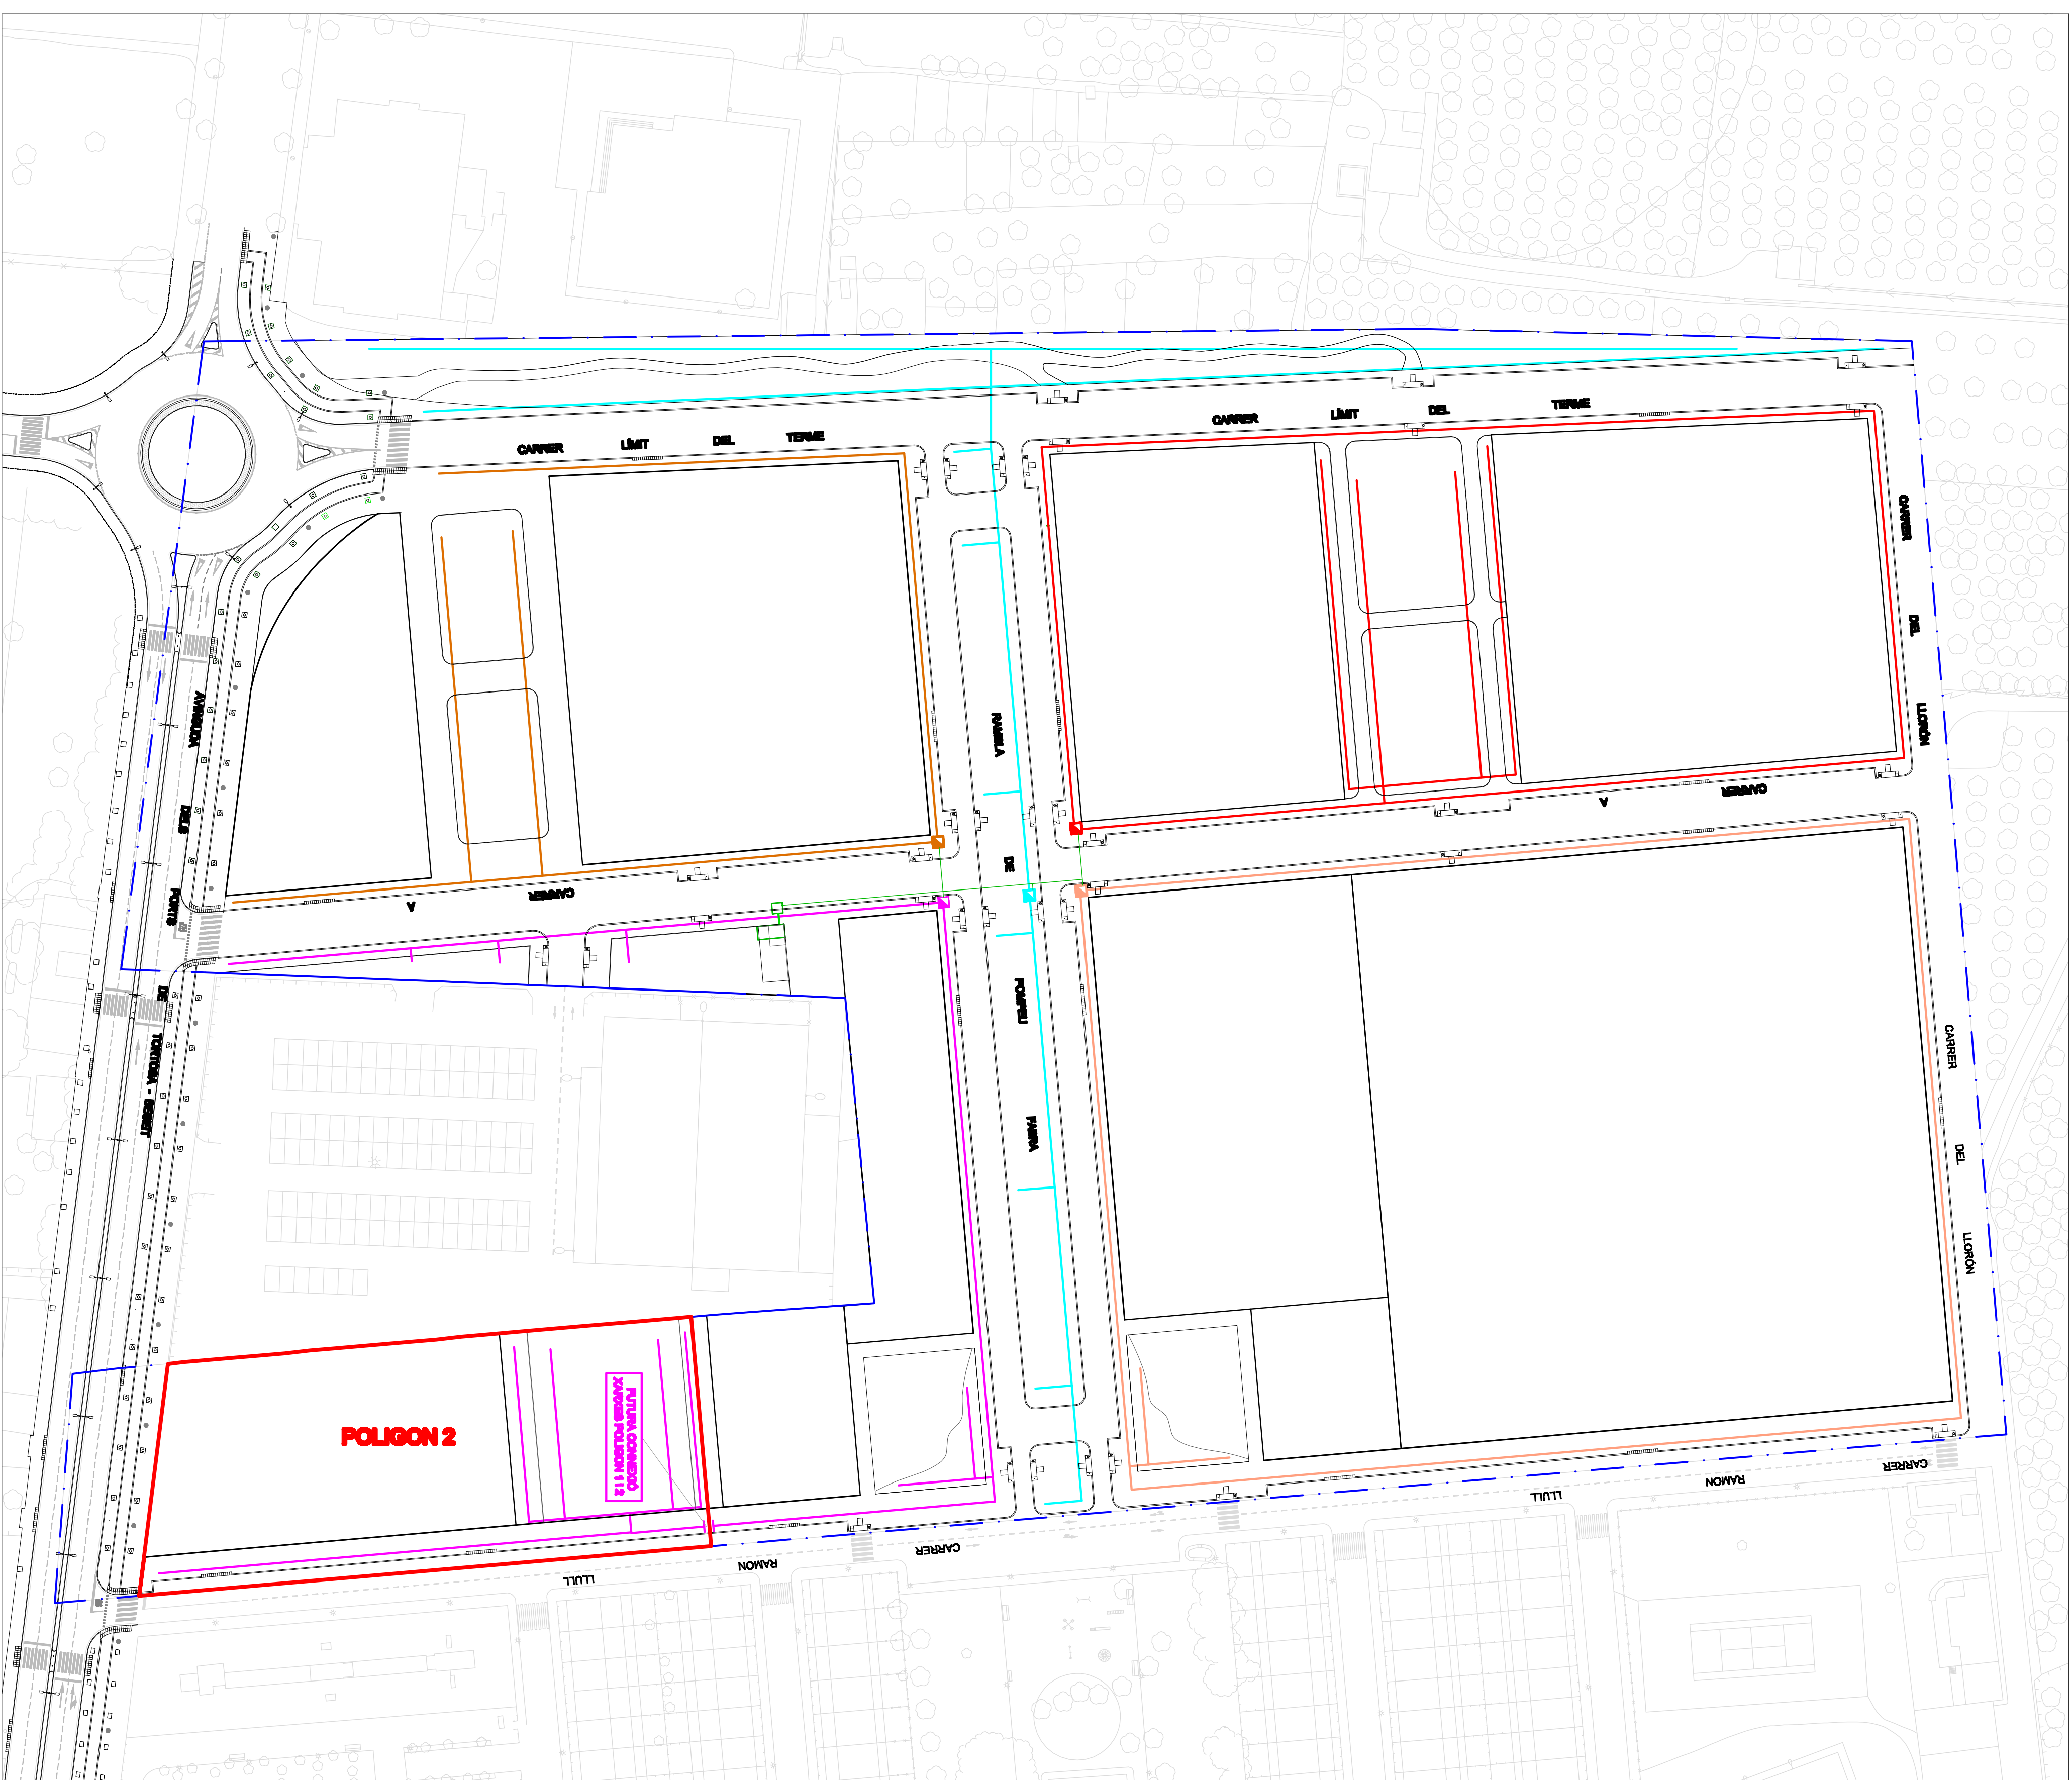 CARRER LÍMIT DEL TERME
CARRER LÍMIT DEL TERME
CARRER DEL LLORÓN
AVINGUDA DELS PORTS DE TORTOSA - BESEIT
RAMBLA DE POMPEU FABRA
CARRER A
CARRER A
CARRER DEL LLORÓN
POLIGON 2
FUTURA CONNEXIÓ
XARXES POLIGON 1 I 2
CARRER RAMON LLULL
CARRER RAMON LLULL